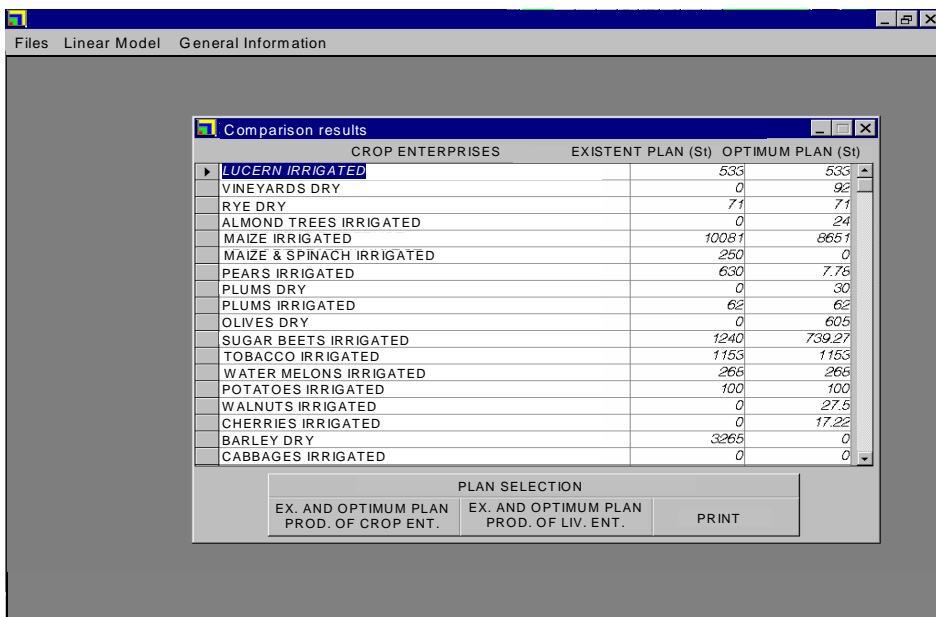 Files Linear Model General Information
Comparison results
CROP ENTERPRISES EXISTENT PLAN (St) OPTIMUM PLAN (St)
LUCERN IRRIGATED 533 533
VINEYARDS DRY 0 92
RYE DRY 71 71
ALMOND TREES IRRIGATED 0 24
MAIZE IRRIGATED 10081 8651
MAIZE & SPINACH IRRIGATED 250 0
PEARS IRRIGATED 630 7.78
PLUMS DRY 0 30
PLUMS IRRIGATED 62 62
OLIVES DRY 0 605
SUGAR BEETS IRRIGATED 1240 739.27
TOBACCO IRRIGATED 1153 1153
WATER MELONS IRRIGATED 268 268
POTATOES IRRIGATED 100 100
WALNUTS IRRIGATED 0 27.5
CHERRIES IRRIGATED 0 17.22
BARLEY DRY 3265 0
CABBAGES IRRIGATED 0 0
PLAN SELECTION
EX. AND OPTIMUM PLAN
PROD. OF CROP ENT.
EX. AND OPTIMUM PLAN
PROD. OF LIV. ENT.
PRINT